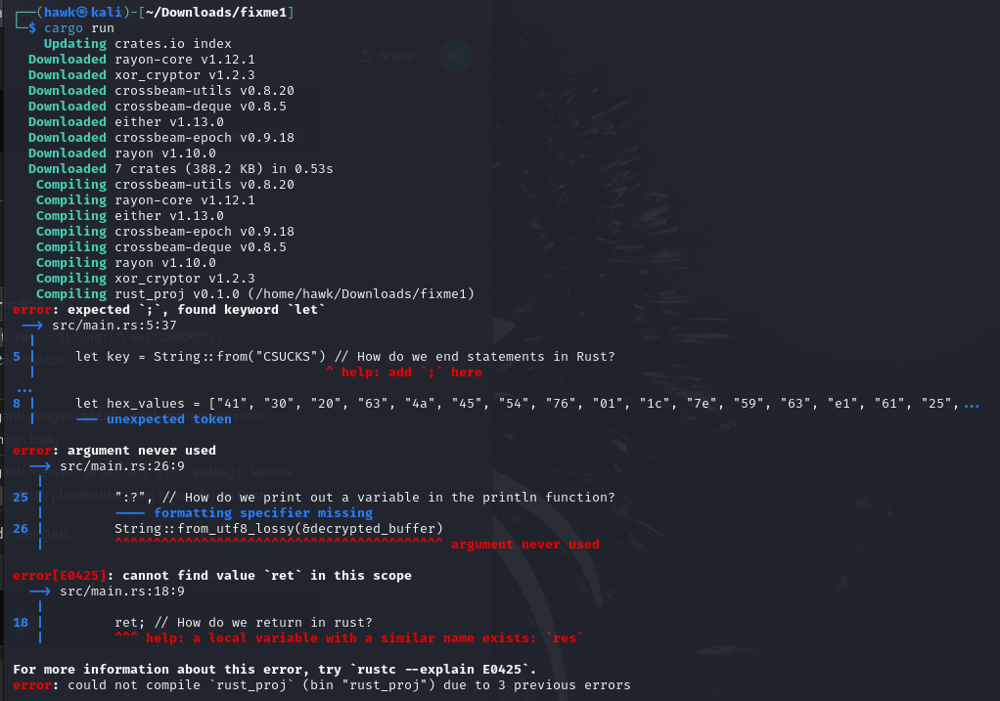 ┌──(hawk㉿kali)-[~/Downloads/fixme1]
└─$ cargo run
    Updating crates.io index
  Downloaded rayon-core v1.12.1
  Downloaded xor_cryptor v1.2.3
  Downloaded crossbeam-utils v0.8.20
  Downloaded crossbeam-deque v0.8.5
  Downloaded either v1.13.0
  Downloaded crossbeam-epoch v0.9.18
  Downloaded rayon v1.10.0
  Downloaded 7 crates (388.2 KB) in 0.53s
   Compiling crossbeam-utils v0.8.20
   Compiling rayon-core v1.12.1
   Compiling either v1.13.0
   Compiling crossbeam-epoch v0.9.18
   Compiling crossbeam-deque v0.8.5
   Compiling rayon v1.10.0
   Compiling xor_cryptor v1.2.3
   Compiling rust_proj v0.1.0 (/home/hawk/Downloads/fixme1)
error: expected `;`, found keyword `let`
 --> src/main.rs:5:37
  |
5 |     let key = String::from("CSUCKS") // How do we end statements in Rust?
  |                                     ^ help: add `;` here
...
8 |     let hex_values = ["41", "30", "20", "63", "4a", "45", "54", "76", "01", "1c", "7e", "59", "63", "e1", "61", "25", ...
  |     --- unexpected token

error: argument never used
  --> src/main.rs:26:9
   |
25 |         ":?", // How do we print out a variable in the println function?
   |         ---- formatting specifier missing
26 |         String::from_utf8_lossy(&decrypted_buffer)
   |         ^^^^^^^^^^^^^^^^^^^^^^^^^^^^^^^^^^^^^^^^^^ argument never used

error[E0425]: cannot find value `ret` in this scope
  --> src/main.rs:18:9
   |
18 |         ret; // How do we return in rust?
   |         ^^^ help: a local variable with a similar name exists: `res`

For more information about this error, try `rustc --explain E0425`.
error: could not compile `rust_proj` (bin "rust_proj") due to 3 previous errors
Share